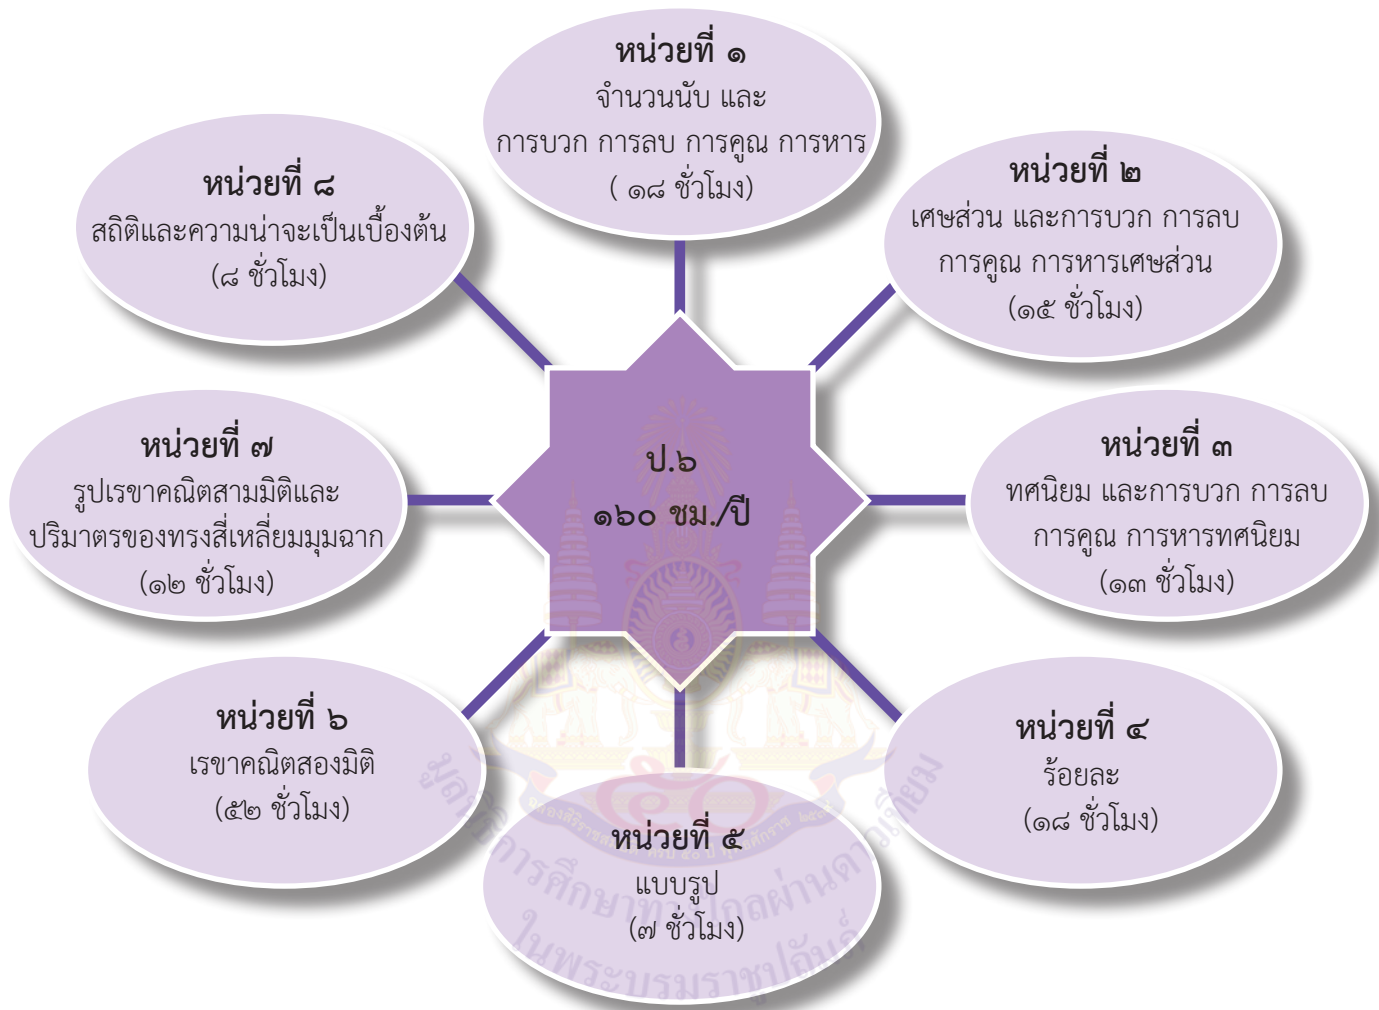 หน่วยที่ ๑
จำนวนนับ และ
การบวก การลบ การคูณ การหาร
( ๑๘ ชั่วโมง)
หน่วยที่ ๒
เศษส่วน และการบวก การลบ
การคูณ การหารเศษส่วน
(๑๕ ชั่วโมง)
หน่วยที่ ๓
ทศนิยม และการบวก การลบ
การคูณ การหารทศนิยม
(๑๓ ชั่วโมง)
หน่วยที่ ๔
ร้อยละ
(๑๘ ชั่วโมง)
หน่วยที่ ๕
แบบรูป
(๗ ชั่วโมง)
หน่วยที่ ๖
เรขาคณิตสองมิติ
(๕๒ ชั่วโมง)
หน่วยที่ ๗
รูปเรขาคณิตสามมิติและ
ปริมาตรของทรงสี่เหลี่ยมมุมฉาก
(๑๒ ชั่วโมง)
หน่วยที่ ๘
สถิติและความน่าจะเป็นเบื้องต้น
(๘ ชั่วโมง)
ป.๖
๑๖๐ ชม./ปี
๕๐
มูลนิธิการศึกษาทางไกลผ่านดาวเทียม
ในพระบรมราชูปถัมภ์